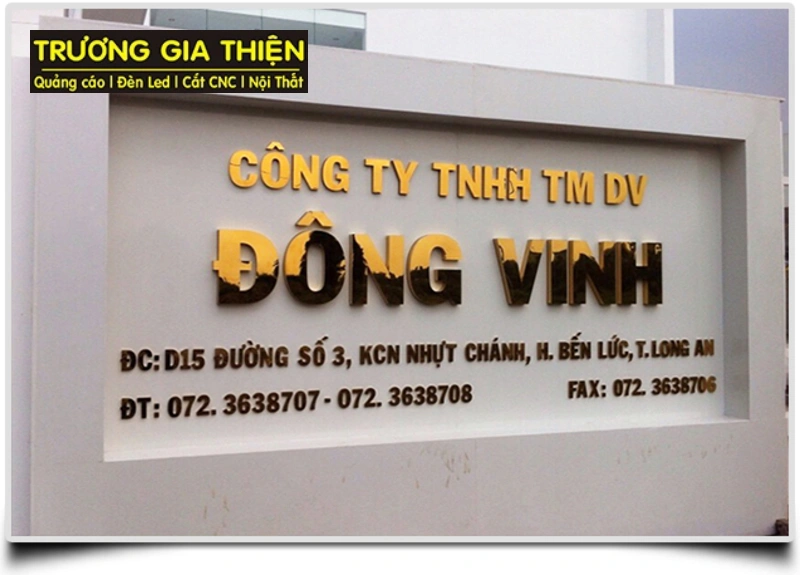 TRƯƠNG GIA THIỆN
Quảng cáo | Đèn Led | Cắt CNC | Nội Thất
CÔNG TY TNHH TM DV
ĐÔNG VINH
ĐC: D15 ĐƯỜNG SỐ 3, KCN NHỰT CHÁNH, H. BẾN LỨC, T. LONG AN
ĐT: 072. 3638707 - 072. 3638708 FAX: 072. 3638706